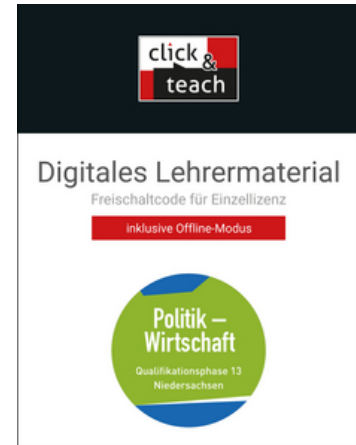 click &
teach
Digitales Lehrermaterial
Freischaltcode für Einzellizenz
inklusive Offline-Modus
Politik –
Wirtschaft
Qualifikationsphase 13
Niedersachsen